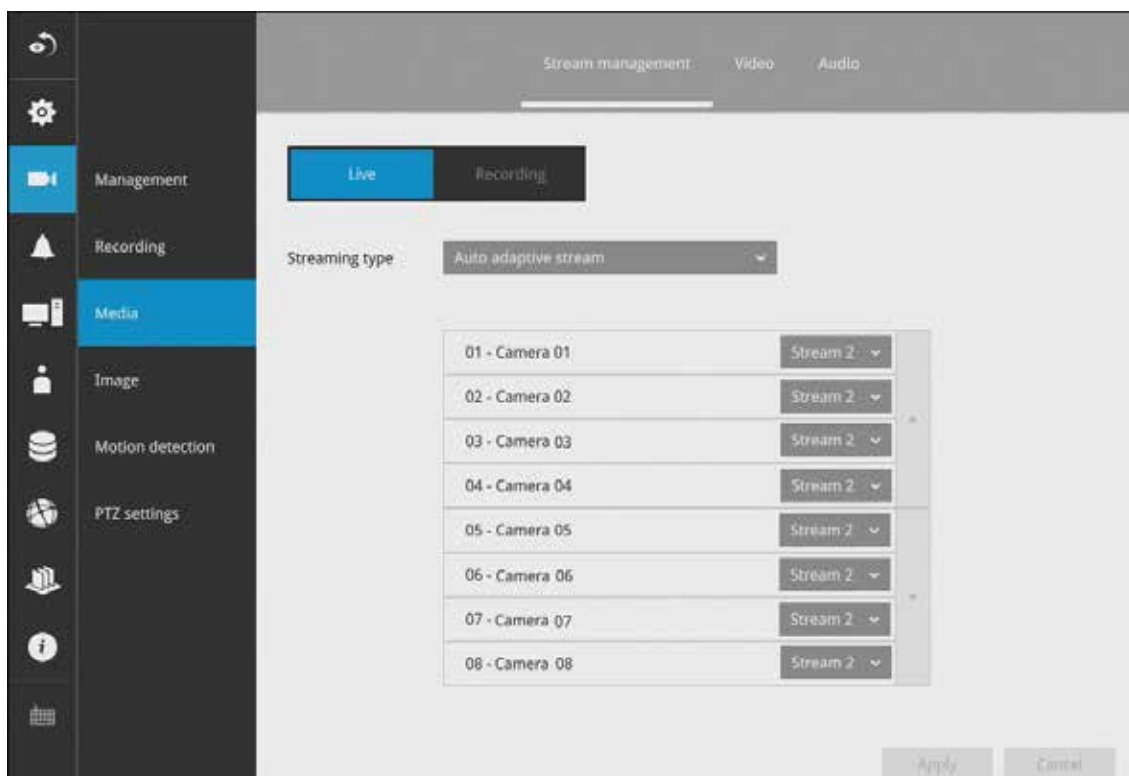 Stream management Video Audio
Management
Recording
Media
Image
Motion detection
PTZ settings
Live Recording
Streaming type Auto adaptive stream
01 - Camera 01 Stream 2
02 - Camera 02 Stream 2
03 - Camera 03 Stream 2
04 - Camera 04 Stream 2
05 - Camera 05 Stream 2
06 - Camera 06 Stream 2
07 - Camera 07 Stream 2
08 - Camera 08 Stream 2
Apply Cancel